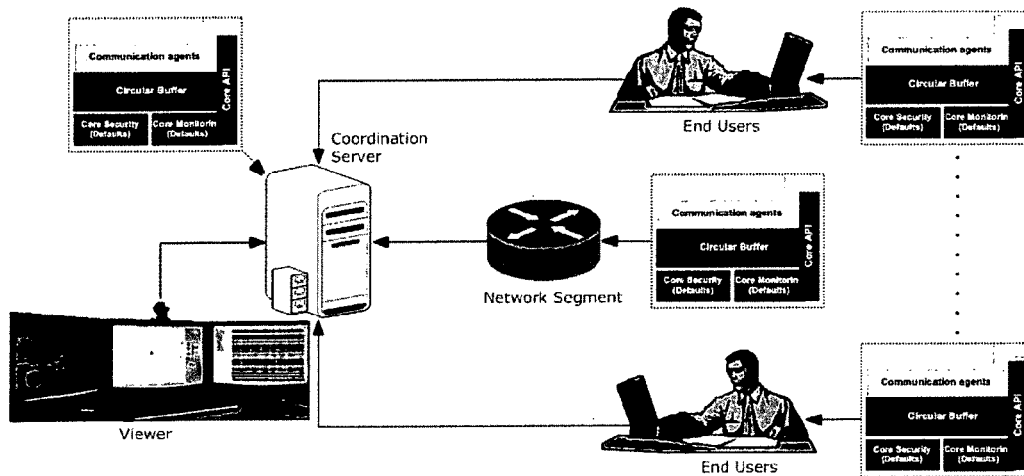 Communication agents
Circular Buffer
Core API
Core Security
(Defaults)
Core Monitorin
(Defaults)
Coordination
Server
End Users
Communication agents
Circular Buffer
Core API
Core Security
(Defaults)
Core Monitorin
(Defaults)
Communication agents
Circular Buffer
Core API
Core Security
(Defaults)
Core Monitorin
(Defaults)
Network Segment
Viewer
End Users
Communication agents
Circular Buffer
Core API
Core Security
(Defaults)
Core Monitorin
(Defaults)